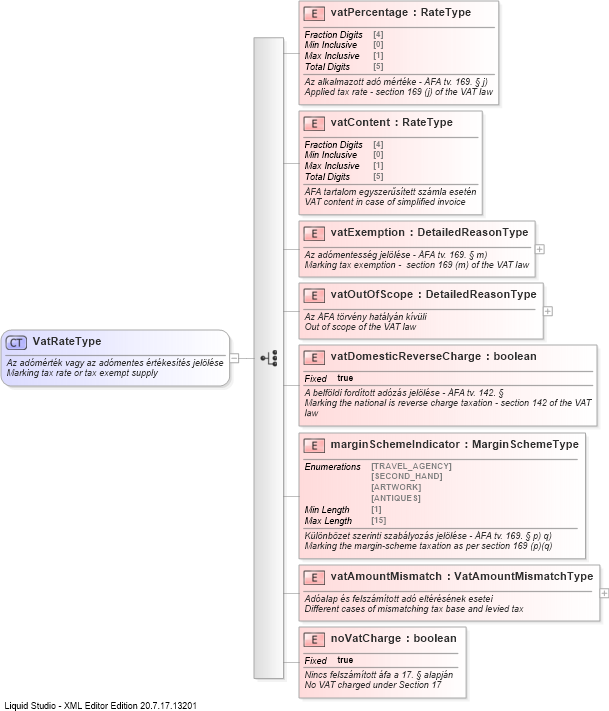 E vatPercentage : RateType
Fraction Digits [4]
Min Inclusive [0]
Max Inclusive [1]
Total Digits [5]
Az alkalmazott adó mértéke - ÁFA tv. 169. § j)
Applied tax rate - section 169 (j) of the VAT law
E vatContent : RateType
Fraction Digits [4]
Min Inclusive [0]
Max Inclusive [1]
Total Digits [5]
ÁFA tartalom egyszerűsített számla esetén
VAT content in case of simplified invoice
E vatExemption : DetailedReasonType
Az adómentesség jelölése - ÁFA tv. 169. § m)
Marking tax exemption - section 169 (m) of the VAT law
E vatOutOfScope : DetailedReasonType
Az ÁFA törvény hatályán kívüli
Out of scope of the VAT law
CT VatRateType
Az adómérték vagy az adómentes értékesítés jelölése
Marking tax rate or tax exempt supply
E vatDomesticReverseCharge : boolean
Fixed true
A belföldi fordított adózás jelölése - ÁFA tv. 142. §
Marking the national is reverse charge taxation - section 142 of the VAT
law
E marginSchemeIndicator : MarginSchemeType
Enumerations [TRAVEL_AGENCY]
[SECOND_HAND]
[ARTWORK]
[ANTIQUES]
Min Length [1]
Max Length [15]
Különbözet szerinti szabályozás jelölése - ÁFA tv. 169. § p) q)
Marking the margin-scheme taxation as per section 169 (p)(q)
E vatAmountMismatch : VatAmountMismatchType
Adóalap és felszámított adó eltérésének esetei
Different cases of mismatching tax base and levied tax
E noVatCharge : boolean
Fixed true
Nincs felszámított áfa a 17. § alapján
No VAT charged under Section 17
Liquid Studio - XML Editor Edition 20.7.17.13201